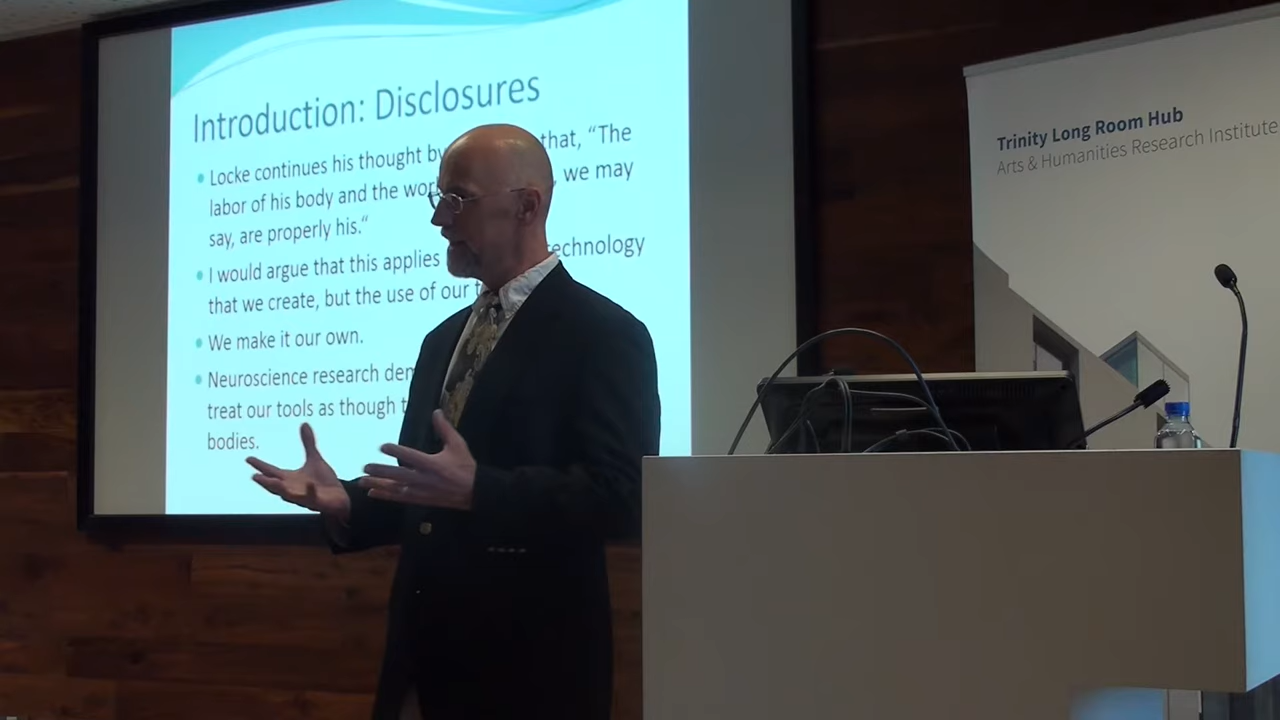 Introduction: Disclosures
Locke continues his thought by that, “The
labor of his body and the we may
say, are properly his.“
I would argue that this applies technology
that we create, but the use of our
We make it our own.
Neuroscience research
treat our tools as though
bodies.
Trinity Long Room Hub
Arts & Humanities Research Institute